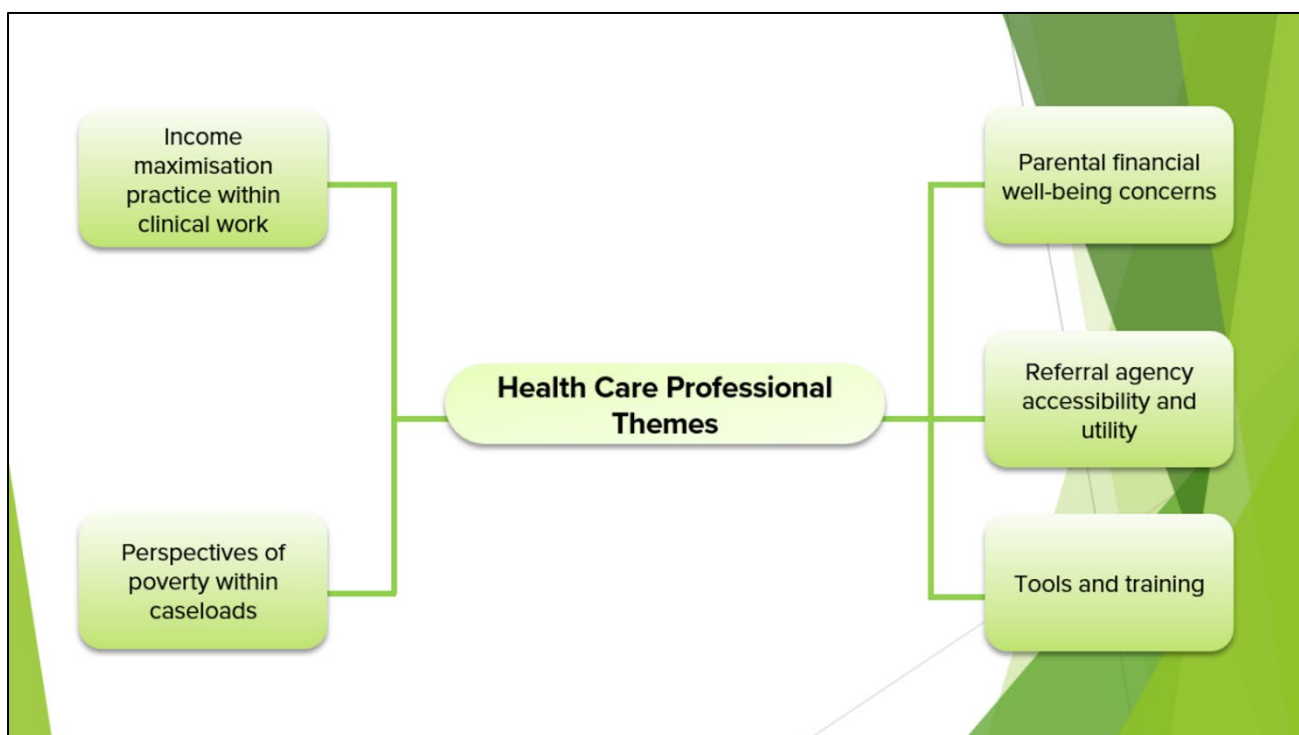 Income
maximisation
practice within
clinical work
Perspectives of
poverty within
caseloads
Health Care Professional
Themes
Parental financial
well-being concerns
Referral agency
accessibility and
utility
Tools and training